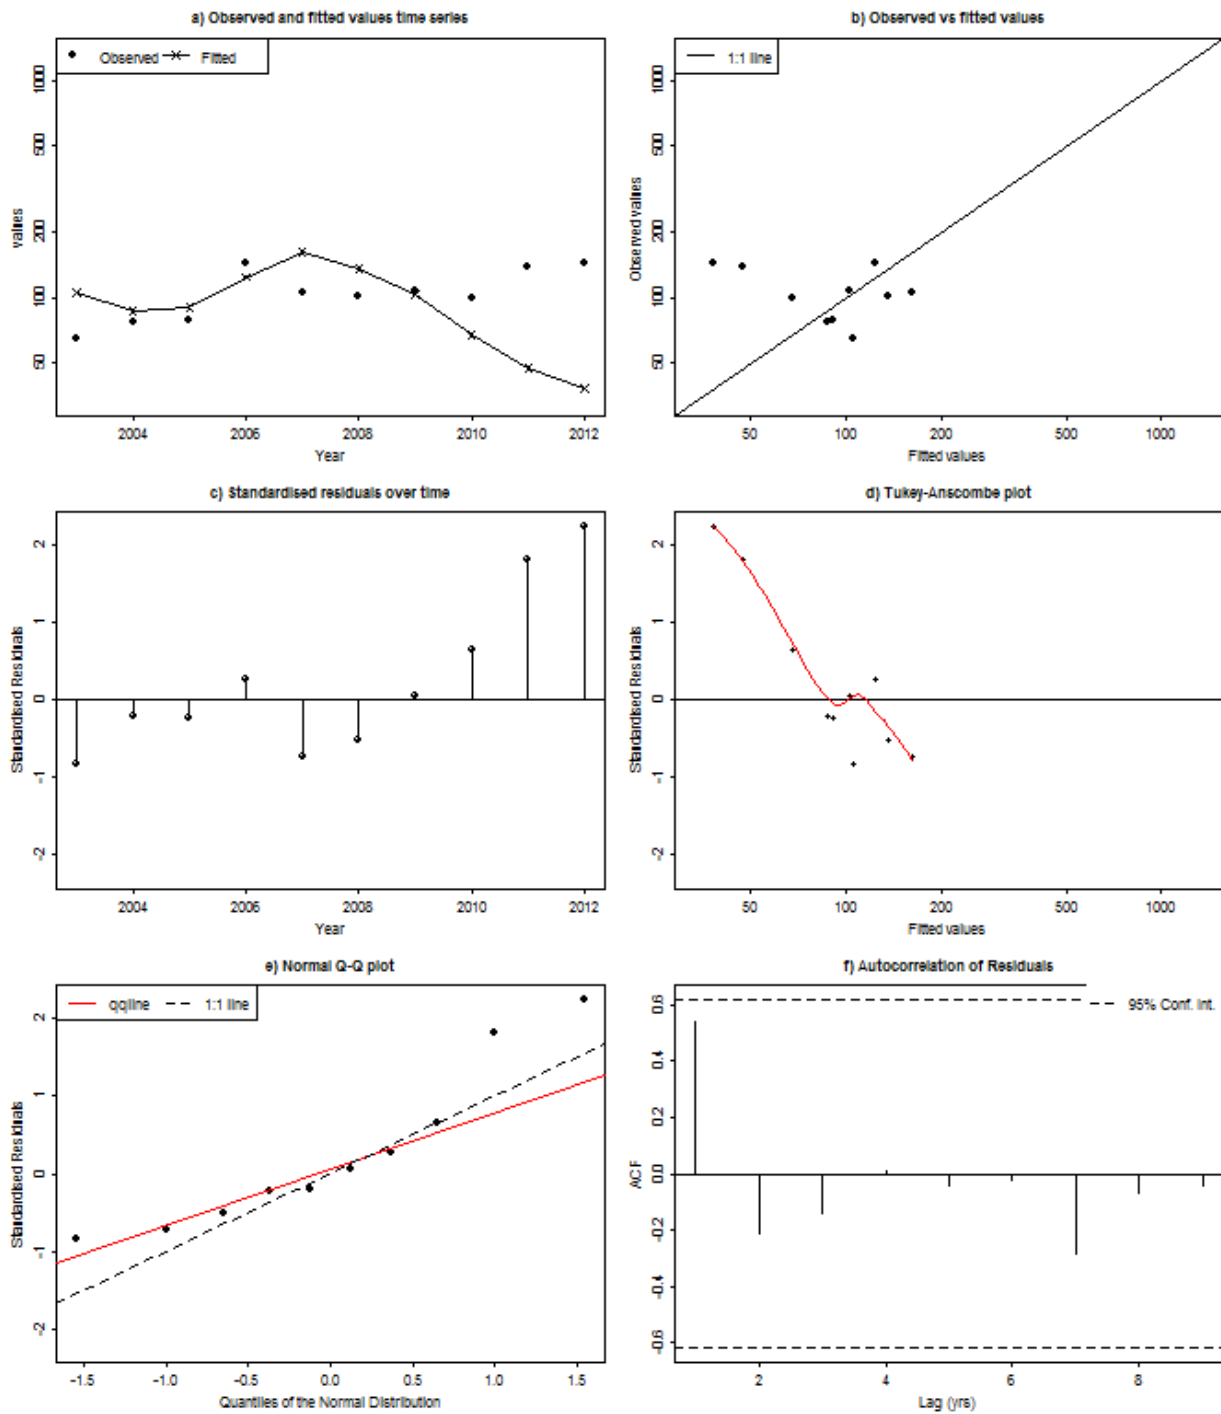 a) Observed and fitted values time series
Observed Fitted
values
1000
500
200
100
50
2004 2006 2008 2010 2012
Year
b) Observed vs fitted values
1:1 line
Observed values
1000
500
200
100
50
50 100 200 500 1000
Fitted values
c) Standardised residuals over time
Standardised Residuals
2
1
0
-1
-2
2004 2006 2008 2010 2012
Year
d) Tukey-Anscombe plot
Standardised Residuals
2
1
0
-1
-2
50 100 200 500 1000
Fitted values
e) Normal Q-Q plot
qqline 1:1 line
Standardised Residuals
2
1
0
-1
-2
-1.5 -1.0 -0.5 0.0 0.5 1.0 1.5
Quantiles of the Normal Distribution
f) Autocorrelation of Residuals
95% Conf. Int.
ACF
0.6
0.4
0.2
0.0
-0.2
-0.4
-0.6
2 4 6 8
Lag (yrs)